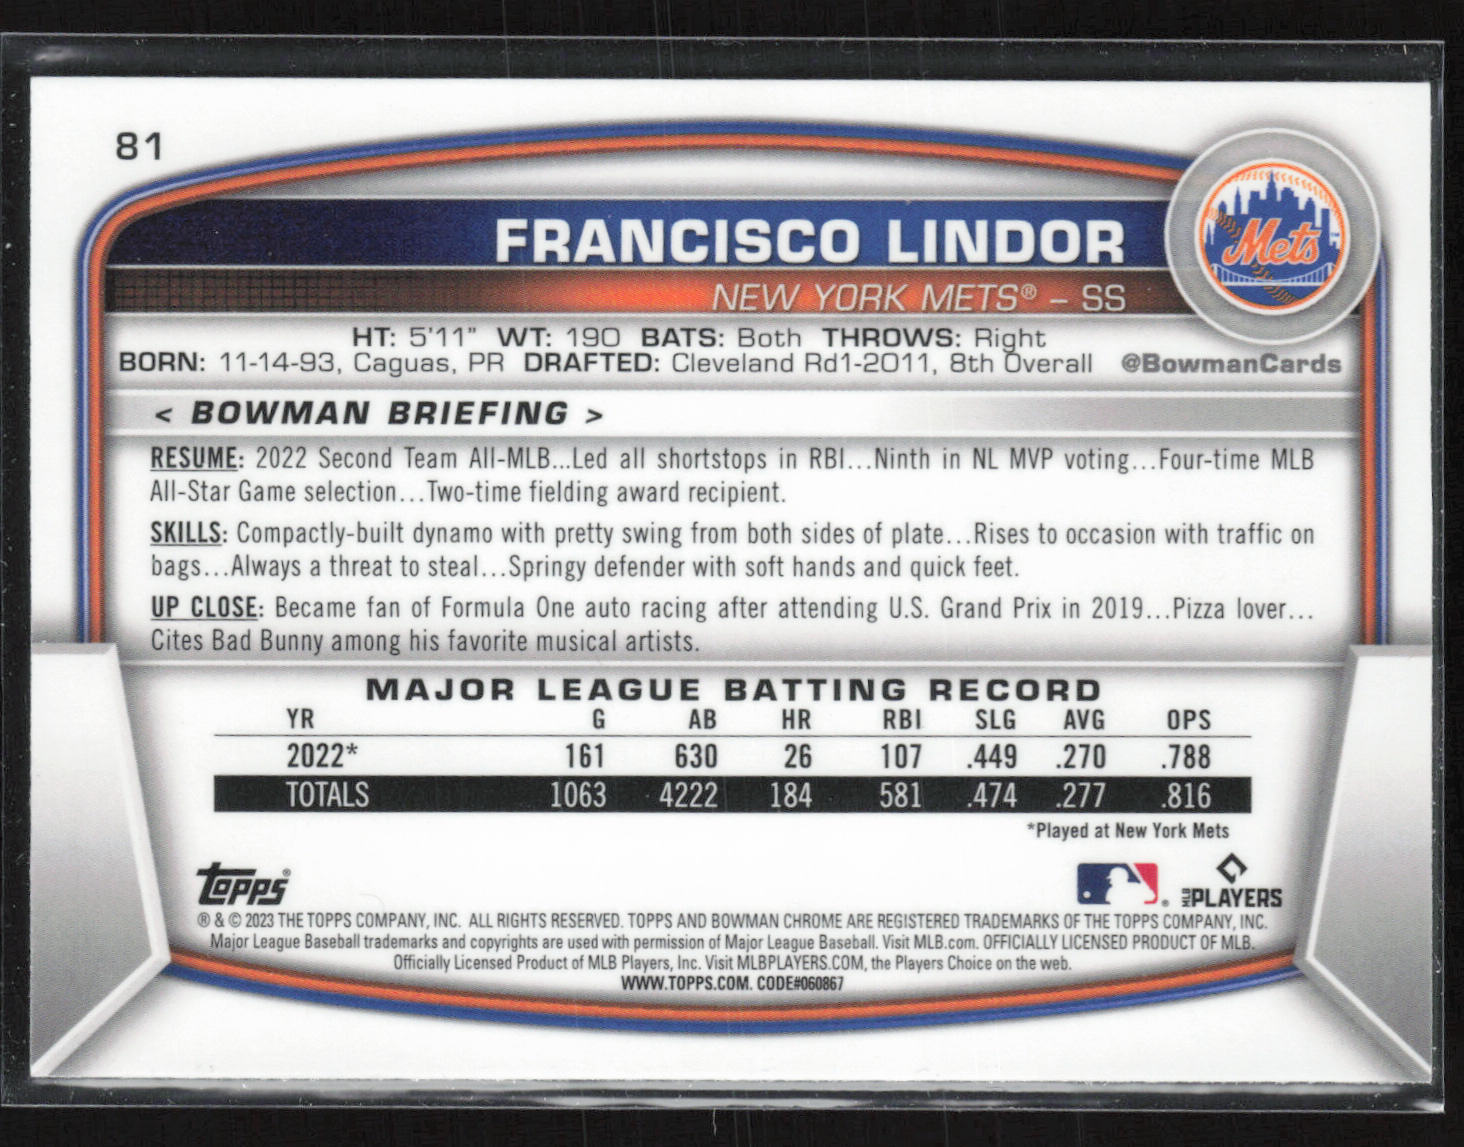 81
FRANCISCO LINDOR
Mets
NEW YORK METS® – SS
HT: 5'11" WT: 190 BATS: Both THROWS: Right
BORN: 11-14-93, Caguas, PR DRAFTED: Cleveland Rd1-2011, 8th Overall @BowmanCards
< BOWMAN BRIEFING >
RESUME: 2022 Second Team All-MLB...Led all shortstops in RBI...Ninth in NL MVP voting...Four-time MLB
All-Star Game selection...Two-time fielding award recipient.
SKILLS: Compactly-built dynamo with pretty swing from both sides of plate...Rises to occasion with traffic on
bags...Always a threat to steal...Springy defender with soft hands and quick feet.
UP CLOSE: Became fan of Formula One auto racing after attending U.S. Grand Prix in 2019...Pizza lover...
Cites Bad Bunny among his favorite musical artists.
MAJOR LEAGUE BATTING RECORD
YR G AB HR RBI SLG AVG OPS
2022* 161 630 26 107 .449 .270 .788
TOTALS 1063 4222 184 581 .474 .277 .816
*Played at New York Mets
topps®
MLB PLAYERS
® & © 2023 THE TOPPS COMPANY, INC. ALL RIGHTS RESERVED. TOPPS AND BOWMAN CHROME ARE REGISTERED TRADEMARKS OF THE TOPPS COMPANY, INC.
Major League Baseball trademarks and copyrights are used with permission of Major League Baseball. Visit MLB.com. OFFICIALLY LICENSED PRODUCT OF MLB.
Officially Licensed Product of MLB Players, Inc. Visit MLBPLAYERS.COM, the Players Choice on the web.
WWW.TOPPS.COM. CODE#060867